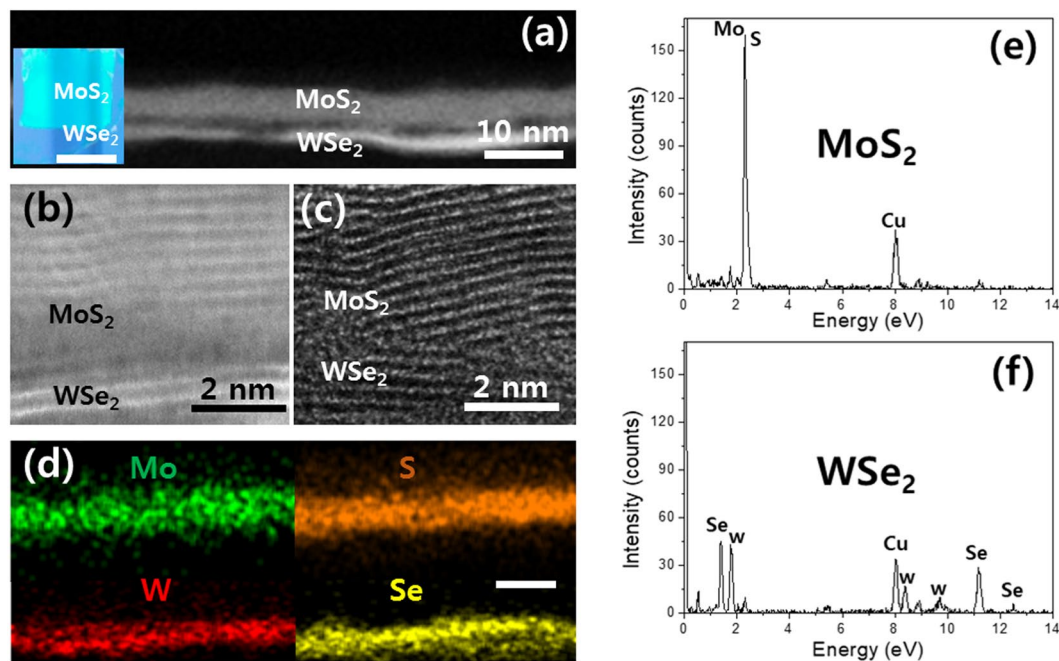 (a)
MoS2
WSe2
MoS2
WSe2
10 nm
(b)
MoS2
WSe2
2 nm
(c)
MoS2
WSe2
2 nm
(d)
Mo
S
W
Se
(e)
Mo
S
MoS2
Cu
Intensity (counts)
150
120
90
60
30
0
0 2 4 6 8 10 12 14
Energy (eV)
(f)
WSe2
Se
w
Cu
w
w
Se
Se
Intensity (counts)
150
120
90
60
30
0
0 2 4 6 8 10 12 14
Energy (eV)